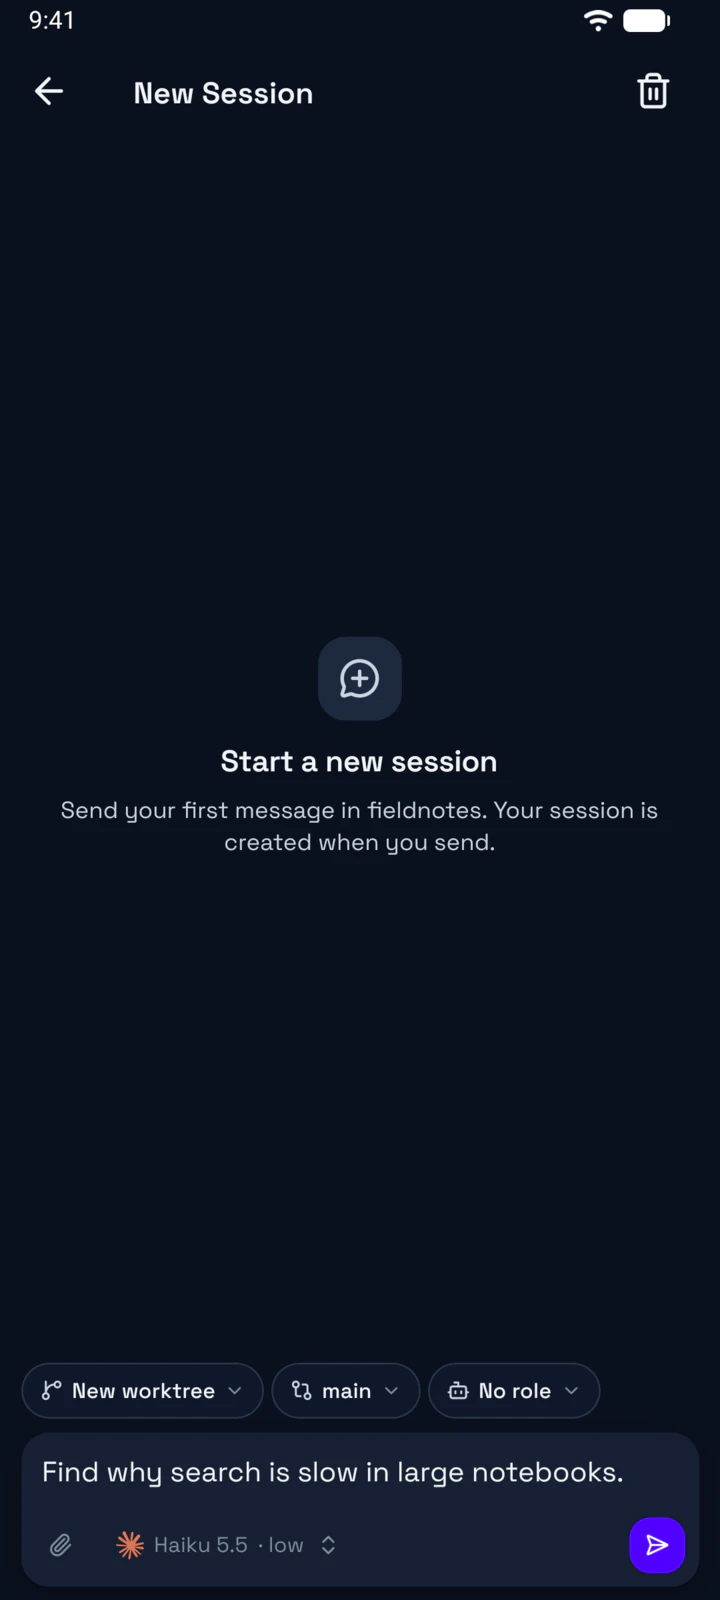 9:41
New Session
Start a new session
Send your first message in fieldnotes. Your session is
created when you send.
New worktree
main
No role
Find why search is slow in large notebooks.
Haiku 5.5 · low